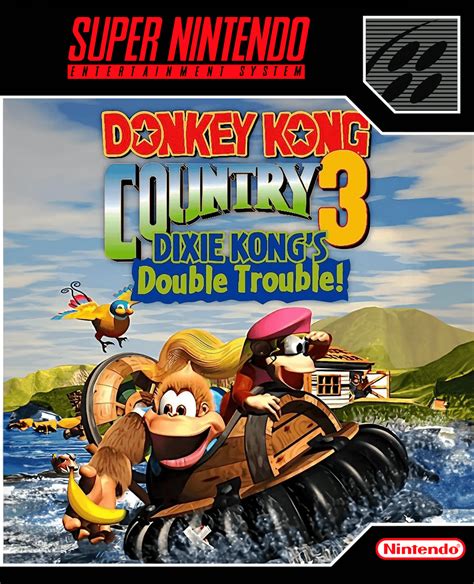 SUPER NINTENDO
ENTERTAINMENT SYSTEM
DONKEY KONG
COUNTRY 3
DIXIE KONG'S
Double Trouble!
Nintendo